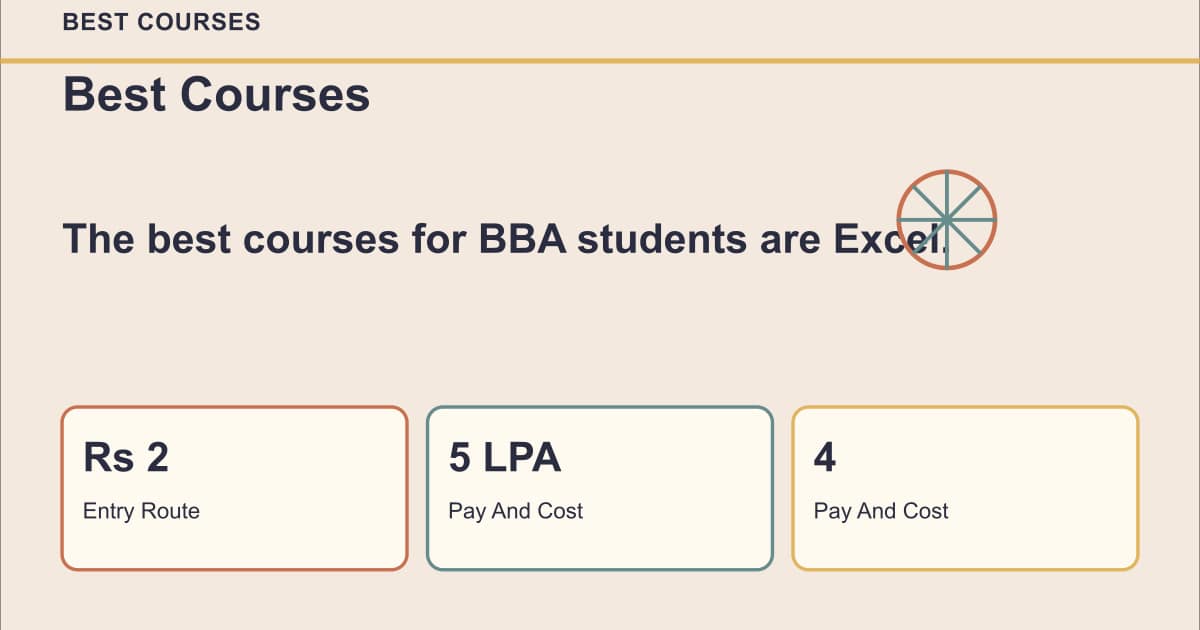 BEST COURSES
Best Courses
The best courses for BBA students are Excel.
Rs 2
Entry Route
5 LPA
Pay And Cost
4
Pay And Cost